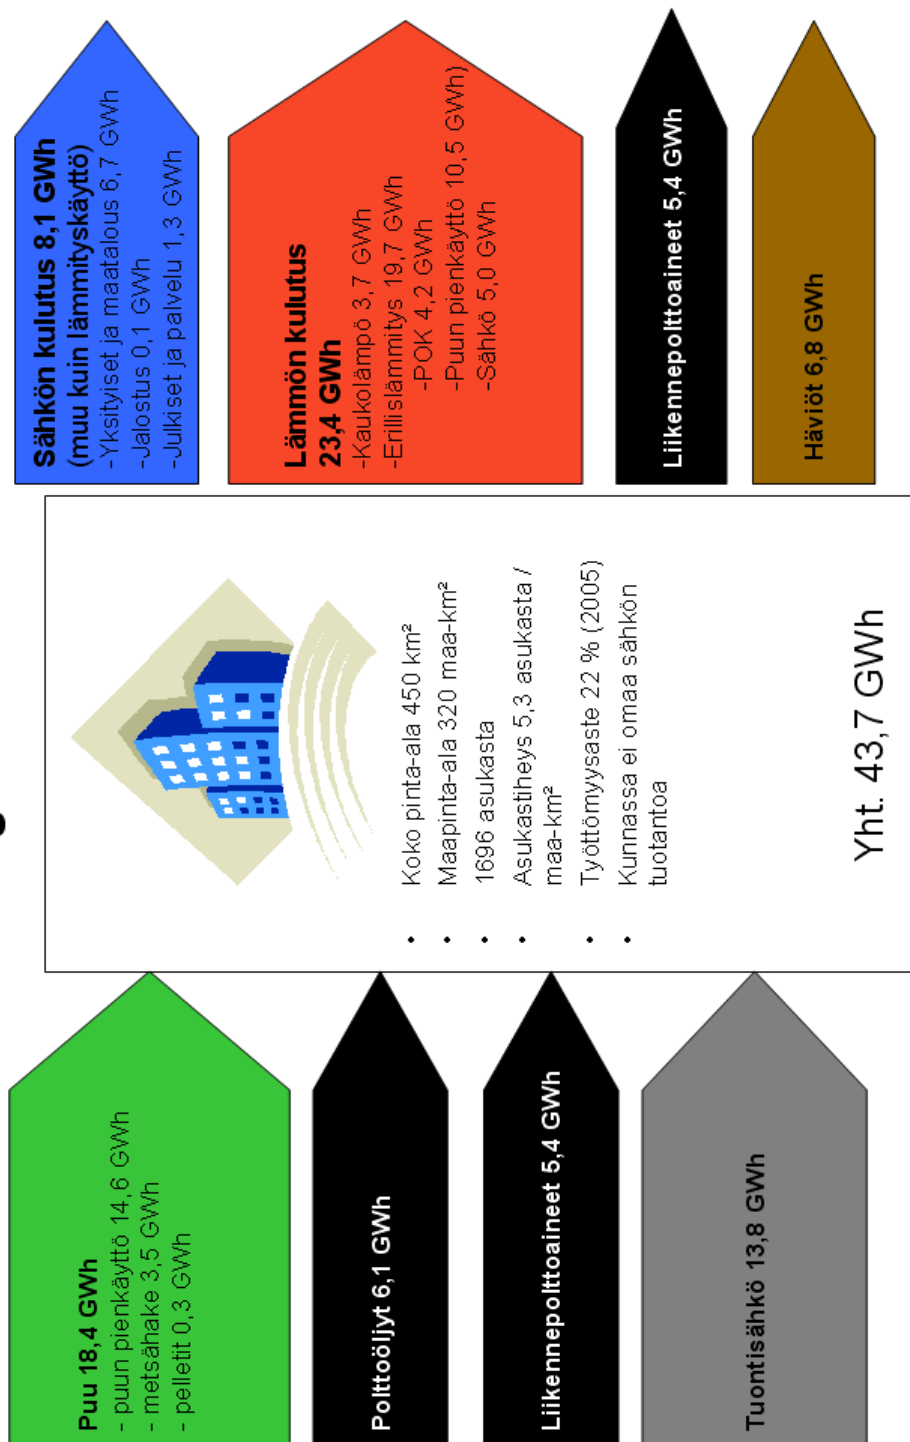 Puu 18,4 GWh
- puun pienkäyttö 14,6 GWh
- metsähake 3,5 GWh
- pelletit 0,3 GWh
Polttoöljyt 6,1 GWh
Liikennepolttoaineet 5,4 GWh
Tuontisähkö 13,8 GWh
• Koko pinta-ala 450 km²
• Maapinta-ala 320 maa-km²
• 1696 asukasta
• Asukastiheys 5,3 asukasta /
maa-km²
• Työttömyysaste 22 % (2005)
• Kunnassa ei omaa sähkön
tuotantoa
Yht. 43,7 GWh
Sähkön kulutus 8,1 GWh
(muu kuin lämmityskäyttö)
-Yksityiset ja maatalous 6,7 GWh
-Jalostus 0,1 GWh
-Julkiset ja palvelu 1,3 GWh
Lämmön kulutus
23,4 GWh
-Kaukolämpö 3,7 GWh
-Erillislämmitys 19,7 GWh
-POK 4,2 GWh
-Puun pienkäyttö 10,5 GWh)
-Sähkö 5,0 GWh
Liikennepolttoaineet 5,4 GWh
Häviöt 6,8 GWh